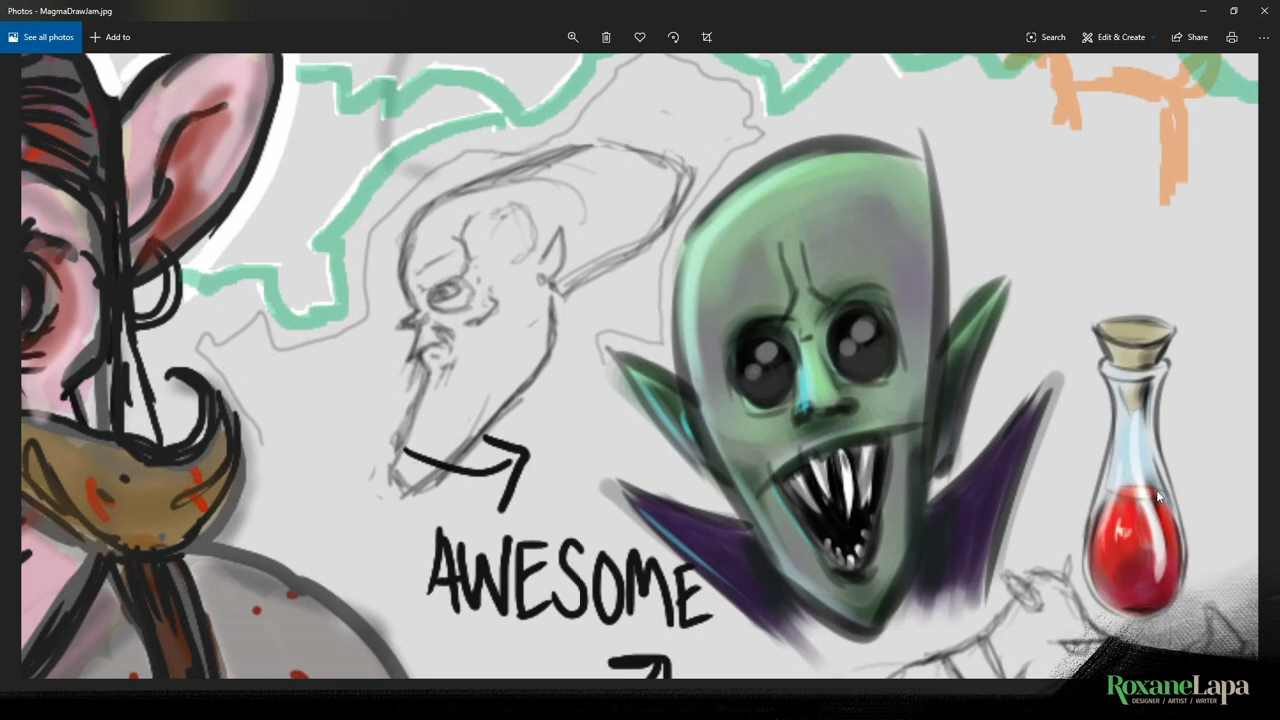 Photos - MagmaDrawJam.jpg
See all photos
Add to
Search
Edit & Create
Share
AWESOME
RoxaneLapa
DESIGNER / ARTIST / WRITER